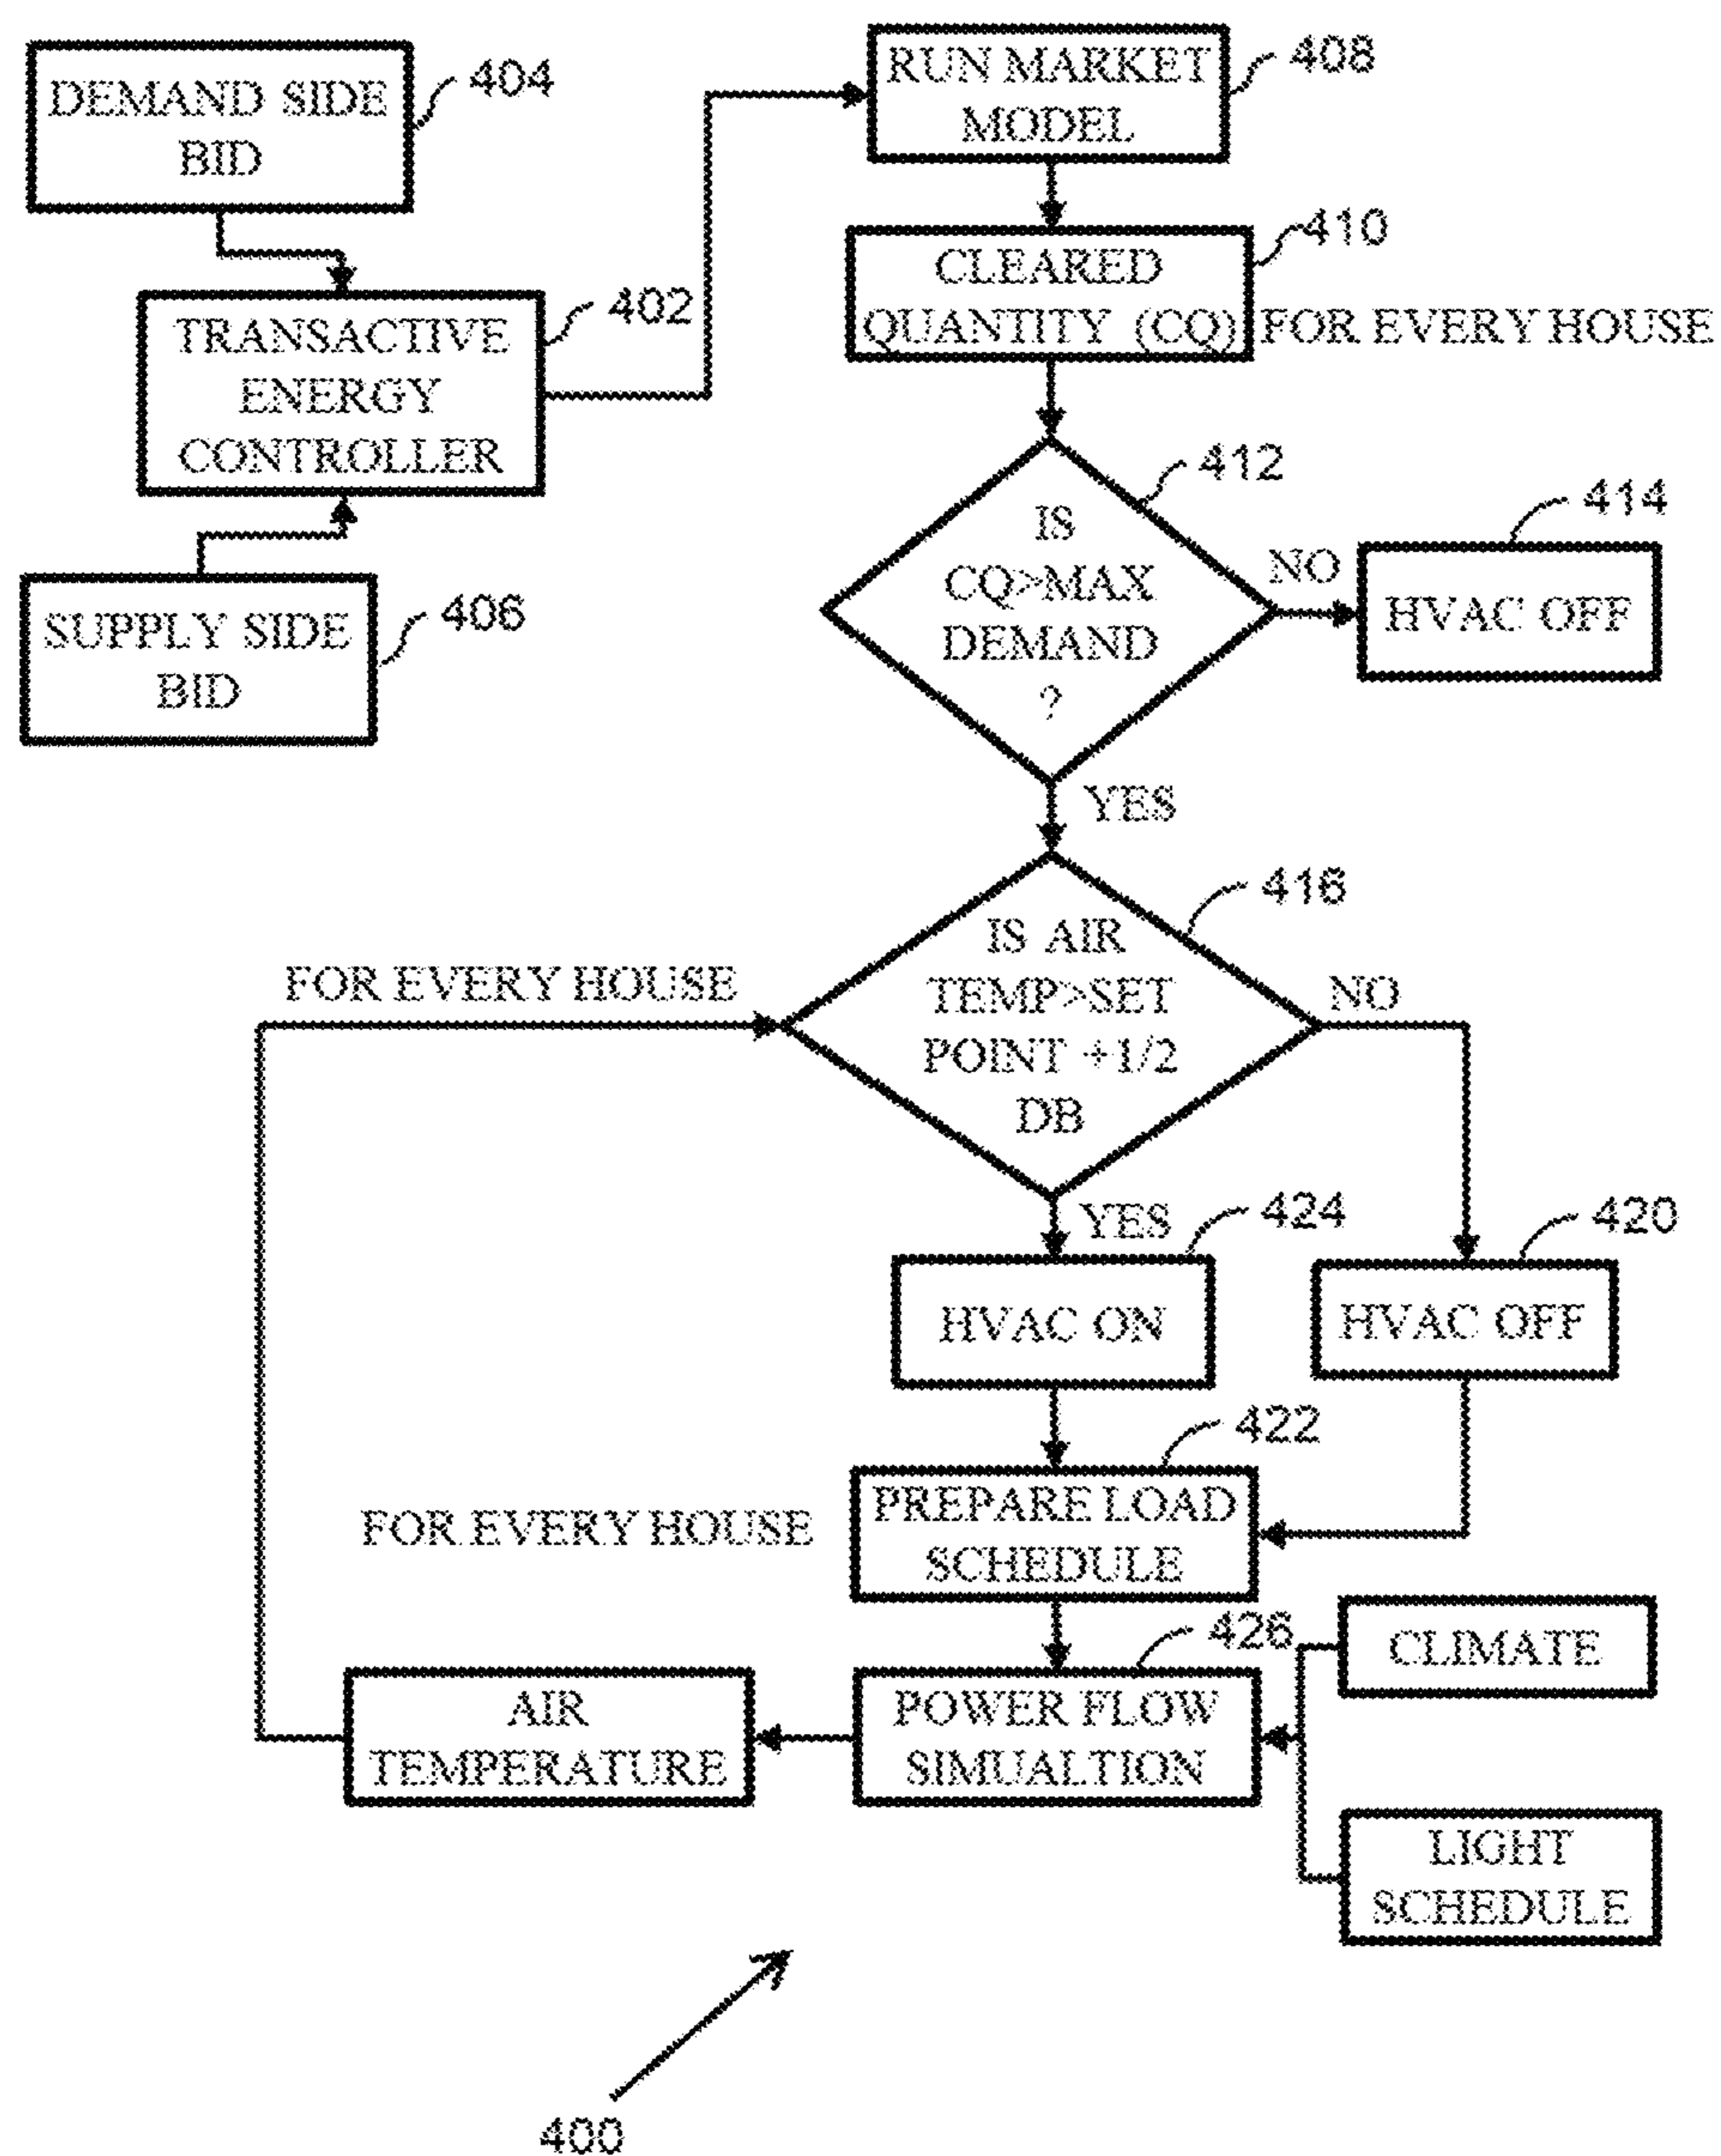 DEMAND SIDE
BID
404
TRANSACTIVE
ENERGY
CONTROLLER
402
SUPPLY SIDE
BID
406
RUN MARKET
MODEL
408
CLEARED
QUANTITY (CQ) FOR EVERY HOUSE
410
IS
CQ>MAX
DEMAND
?
412
NO
HVAC OFF
414
YES
IS AIR
TEMP>SET
POINT +1/2
DB
416
FOR EVERY HOUSE
NO
YES
HVAC ON
424
HVAC OFF
420
PREPARE LOAD
SCHEDULE
422
FOR EVERY HOUSE
POWER FLOW
SIMUALTION
426
CLIMATE
LIGHT
SCHEDULE
AIR
TEMPERATURE
400